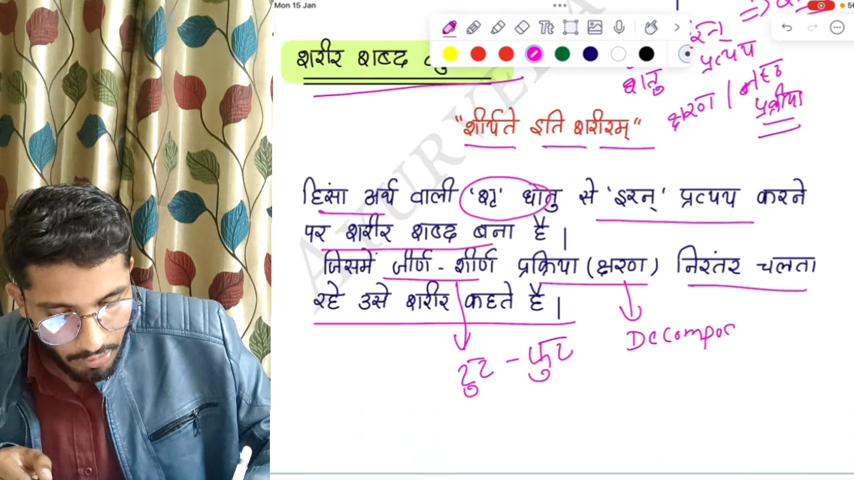 Mon 15 Jan
शरीर शब्द
प्रत्यय
धातु
क्षरण / नष्ट
प्रक्रीया
"शीर्यते इति शरीरम्"
हिंसा अर्थ वाली 'शृ' धातु से 'इरन्' प्रत्यय करने
पर शरीर शब्द बना है |
जिसमें जीर्ण - शीर्ण प्रक्रिया (क्षरण) निरंतर चलता
रहे उसे शरीर कहते है |
टुट - फुट
Decompo